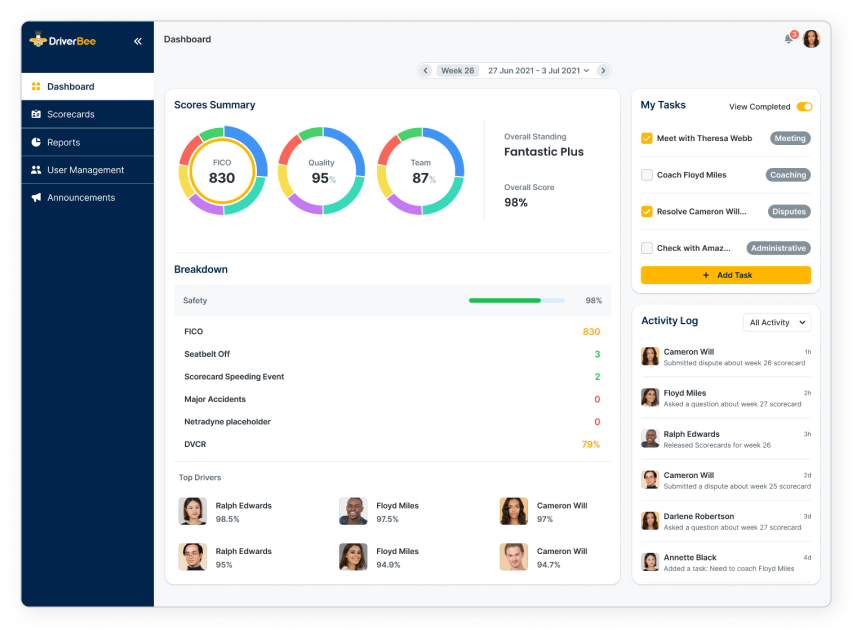 DriverBee
Dashboard
3
Dashboard
Scorecards
Reports
User Management
Announcements
Week 26 27 Jun 2021 - 3 Jul 2021
Scores Summary
FICO
830
Quality
95%
Team
87%
Overall Standing
Fantastic Plus
Overall Score
98%
Breakdown
Safety 98%
FICO 830
Seatbelt Off 3
Scorecard Speeding Event 2
Major Accidents 0
Netradyne placeholder 0
DVCR 79%
Top Drivers
Ralph Edwards
98.5%
Floyd Miles
97.5%
Cameron Will
97%
Ralph Edwards
95%
Floyd Miles
94.9%
Cameron Will
94.7%
My Tasks View Completed
Meet with Theresa Webb Meeting
Coach Floyd Miles Coaching
Resolve Cameron Will... Disputes
Check with Amaz... Administrative
+ Add Task
Activity Log All Activity
Cameron Will 1h
Submitted dispute about week 26 scorecard
Floyd Miles 2h
Asked a question about week 27 scorecard
Ralph Edwards 3h
Released Scorecards for week 26
Cameron Will 2d
Submitted a dispute about week 25 scorecard
Darlene Robertson 3d
Asked a question about week 27 scorecard
Annette Black 4d
Added a task: Need to coach Floyd Miles